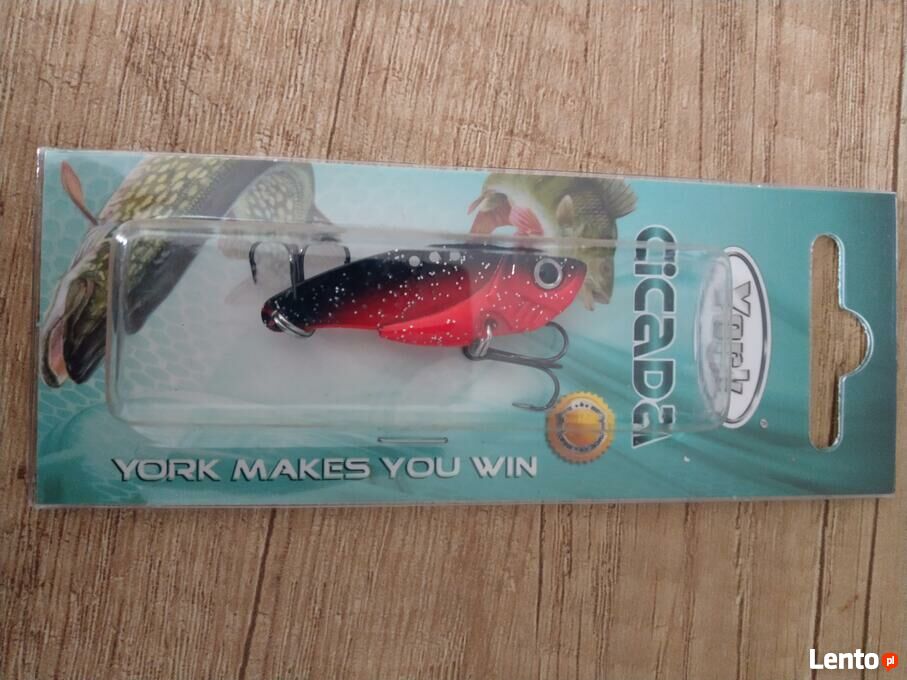 York
CICADA
YORK MAKES YOU WIN
Lento pl